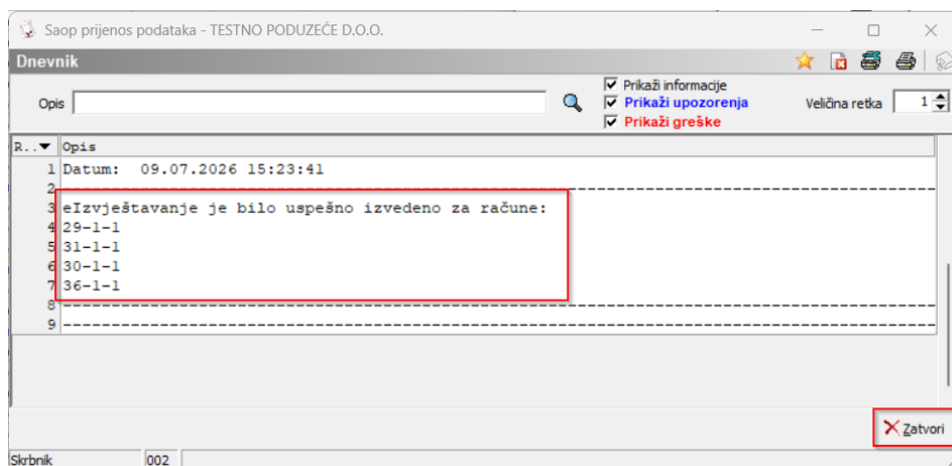 Saop prijenos podataka - TESTNO PODUZEĆE D.O.O.
Dnevnik
Opis
Prikaži informacije
Prikaži upozorenja
Prikaži greške
Veličina retka 1
R.. Opis
1 Datum: 09.07.2026 15:23:41
2 --------------------------------------------------------------------------------
3 eIzvještavanje je bilo uspešno izvedeno za račune:
4 29-1-1
5 31-1-1
6 30-1-1
7 36-1-1
8 --------------------------------------------------------------------------------
9 --------------------------------------------------------------------------------
Zatvori
Skrbnik 002